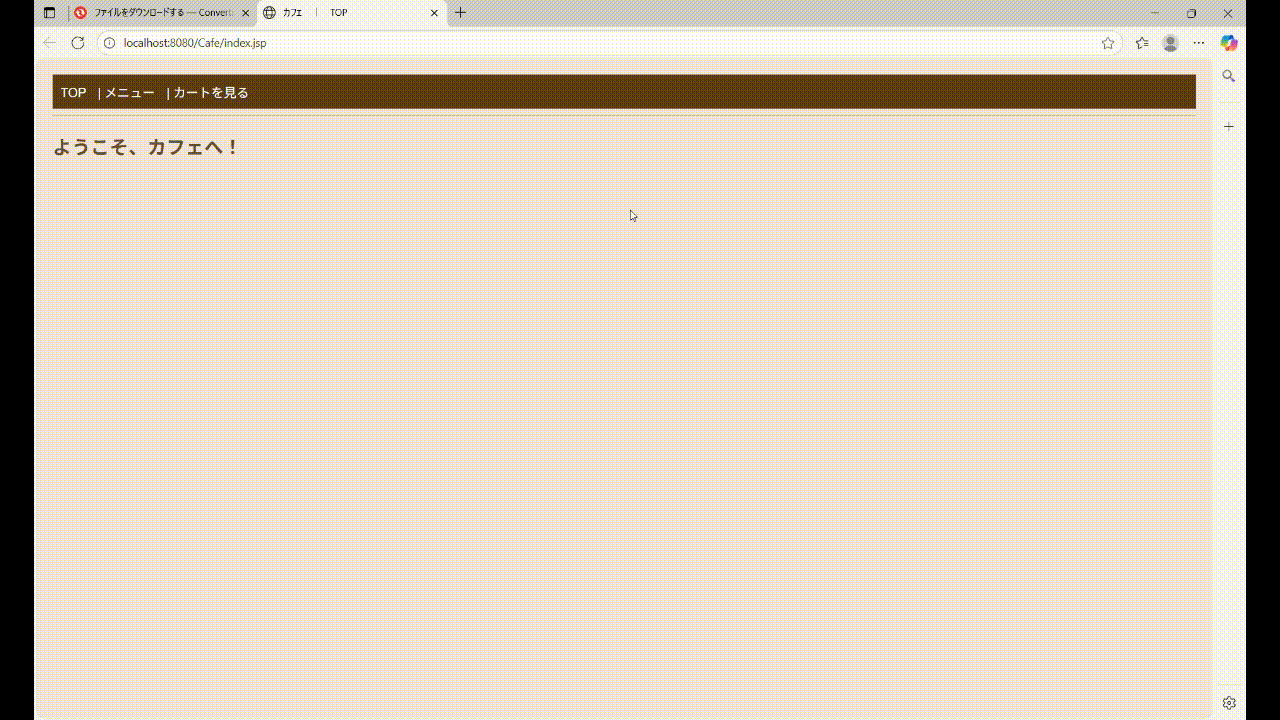 ファイルをダウンロードする — Convert
カフェ | TOP
localhost:8080/Cafe/index.jsp
TOP | メニュー | カートを見る
ようこそ、カフェへ！